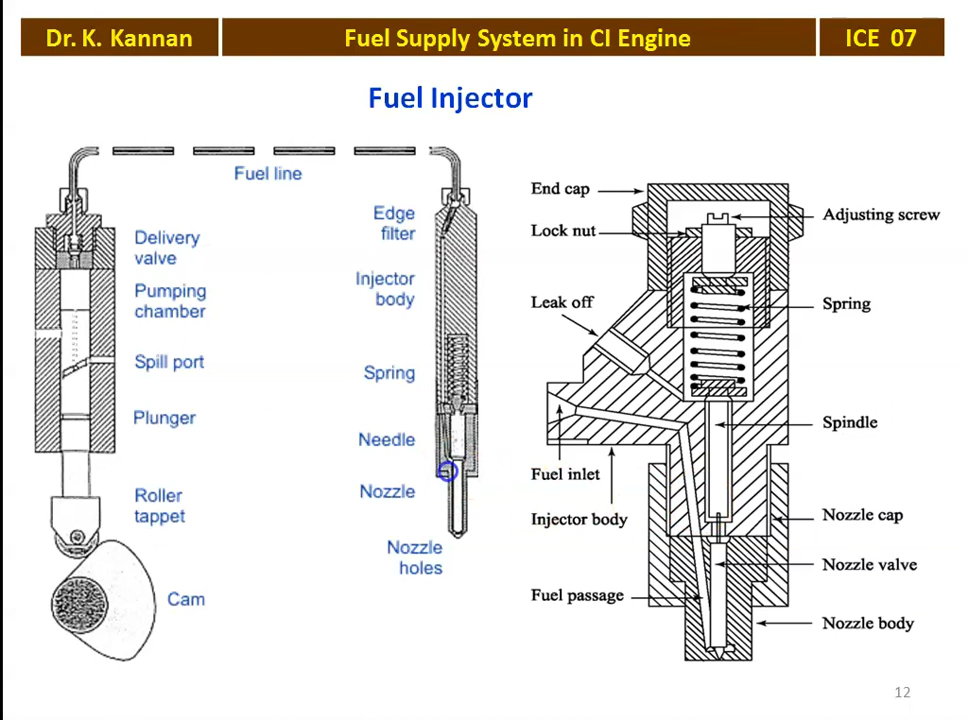 Dr. K. Kannan
Fuel Supply System in CI Engine
ICE 07
Fuel Injector
Fuel line
Delivery
valve
Pumping
chamber
Spill port
Plunger
Roller
tappet
Cam
Edge
filter
Injector
body
Spring
Needle
Nozzle
Nozzle
holes
End cap
Lock nut
Leak off
Fuel inlet
Injector body
Fuel passage
Adjusting screw
Spring
Spindle
Nozzle cap
Nozzle valve
Nozzle body
12